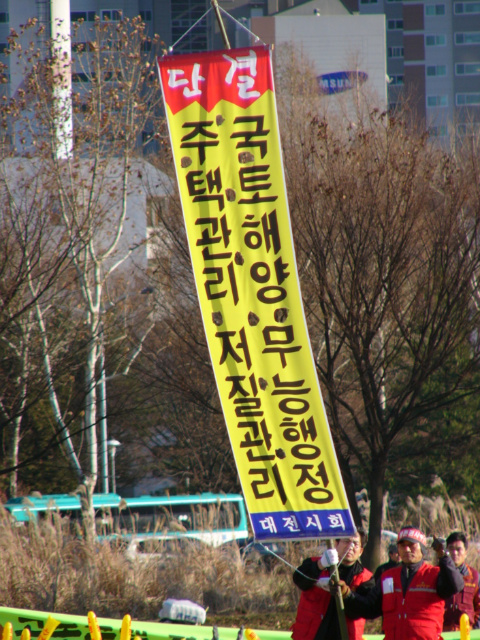 단결
국토해양 무능행정
주택관리 저질관리
대전시회